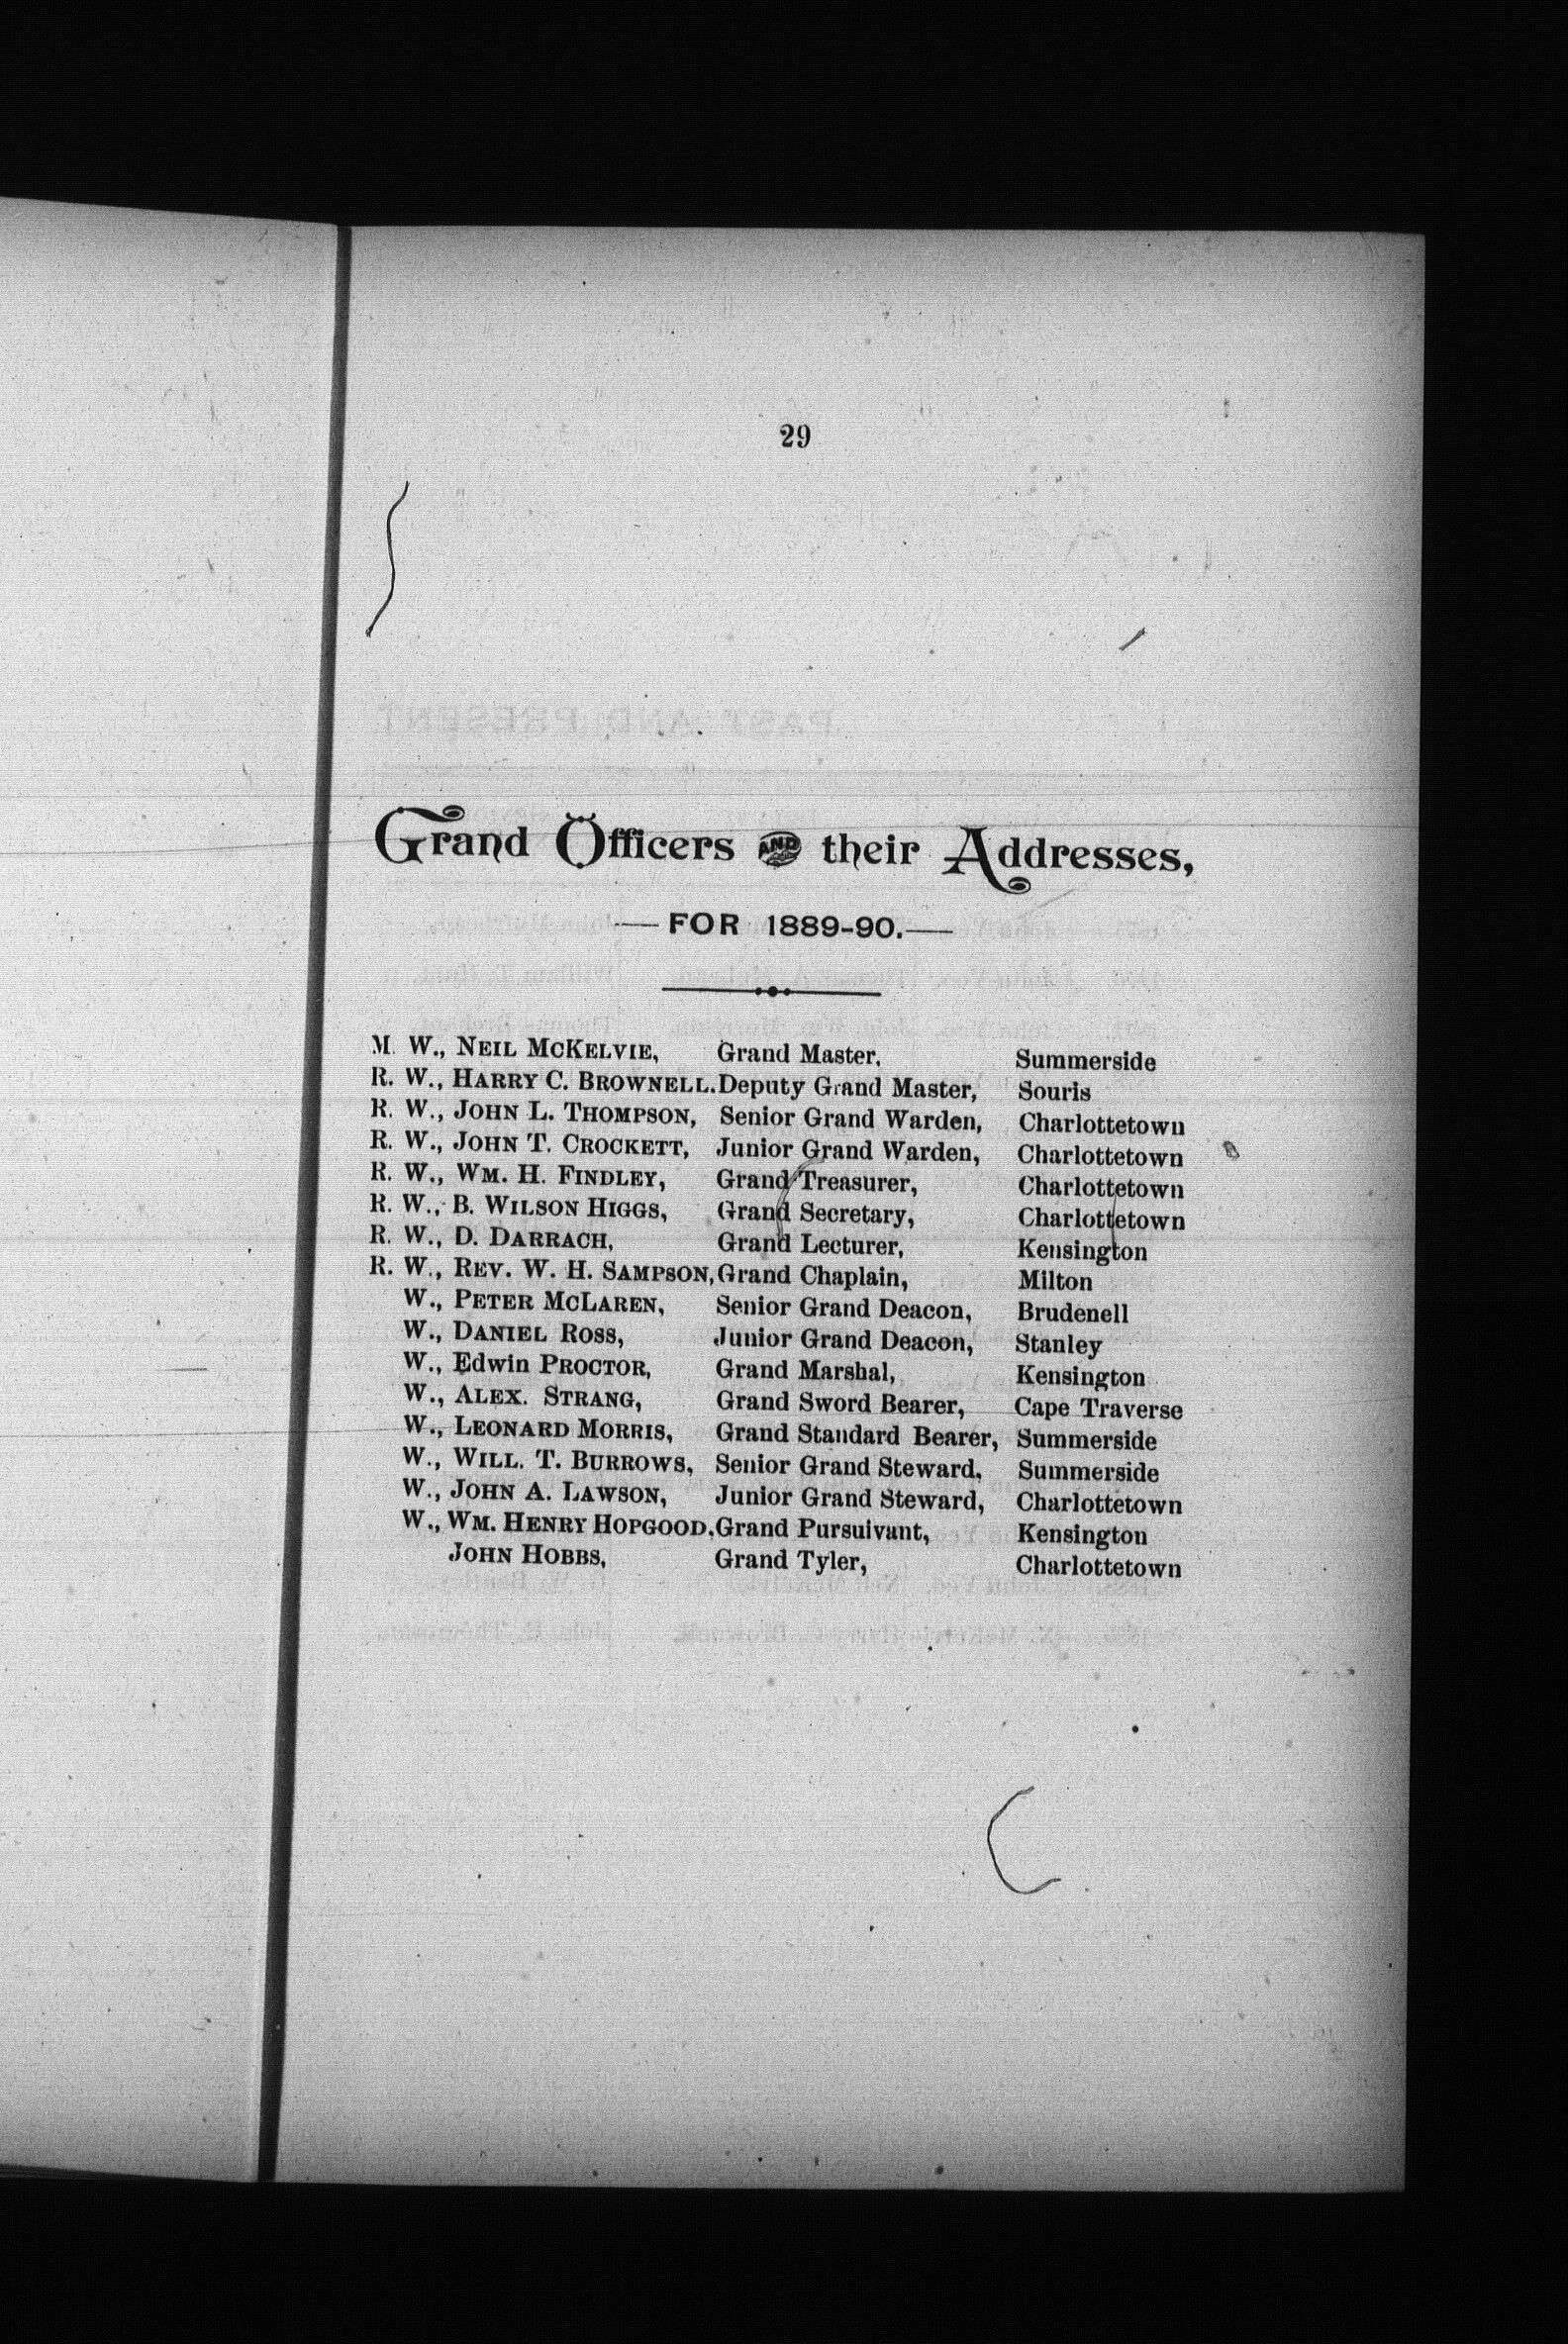 29
Grand Officers AND their Addresses,
— FOR 1889-90. —
M. W., NEIL MCKELVIE, Grand Master, Summerside
R. W., HARRY C. BROWNELL. Deputy Grand Master, Souris
R. W., JOHN L. THOMPSON, Senior Grand Warden, Charlottetown
R. W., JOHN T. CROCKETT, Junior Grand Warden, Charlottetown
R. W., WM. H. FINDLEY, Grand Treasurer, Charlottetown
R. W., B. WILSON HIGGS, Grand Secretary, Charlottetown
R. W., D. DARRACH, Grand Lecturer, Kensington
R. W., REV. W. H. SAMPSON, Grand Chaplain, Milton
W., PETER MCLAREN, Senior Grand Deacon, Brudenell
W., DANIEL ROSS, Junior Grand Deacon, Stanley
W., Edwin PROCTOR, Grand Marshal, Kensington
W., ALEX. STRANG, Grand Sword Bearer, Cape Traverse
W., LEONARD MORRIS, Grand Standard Bearer, Summerside
W., WILL. T. BURROWS, Senior Grand Steward, Summerside
W., JOHN A. LAWSON, Junior Grand Steward, Charlottetown
W., WM. HENRY HOPGOOD. Grand Pursuivant, Kensington
JOHN HOBBS, Grand Tyler, Charlottetown